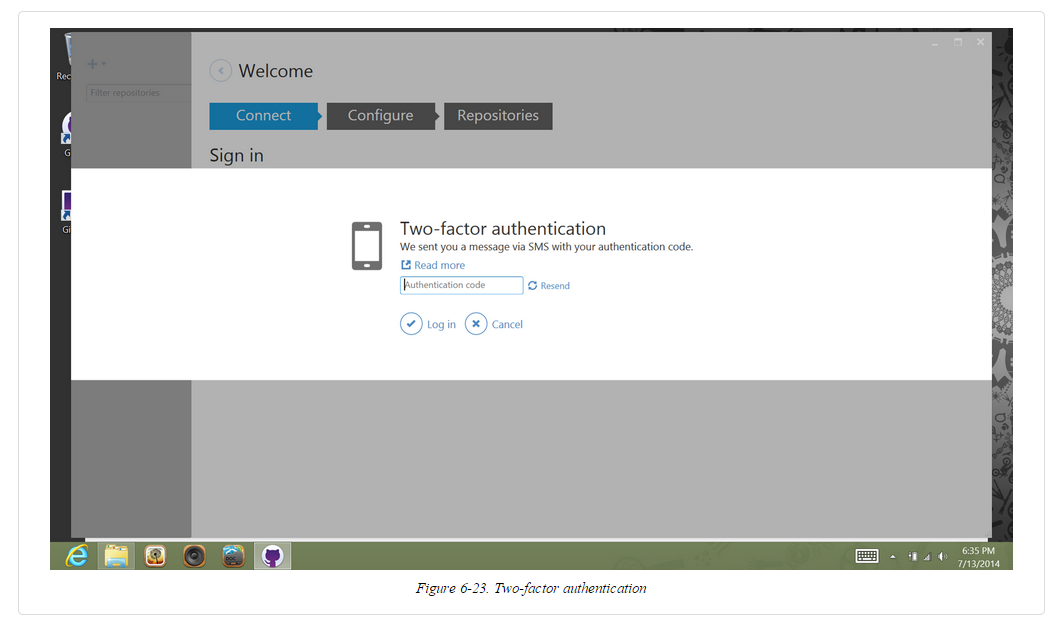 Rec
Filter repositories
Welcome
Connect
Configure
Repositories
Sign in
G
Gi
Two-factor authentication
We sent you a message via SMS with your authentication code.
Read more
Authentication code
Resend
Log in
Cancel
6:35 PM
7/13/2014
Figure 6-23. Two-factor authentication